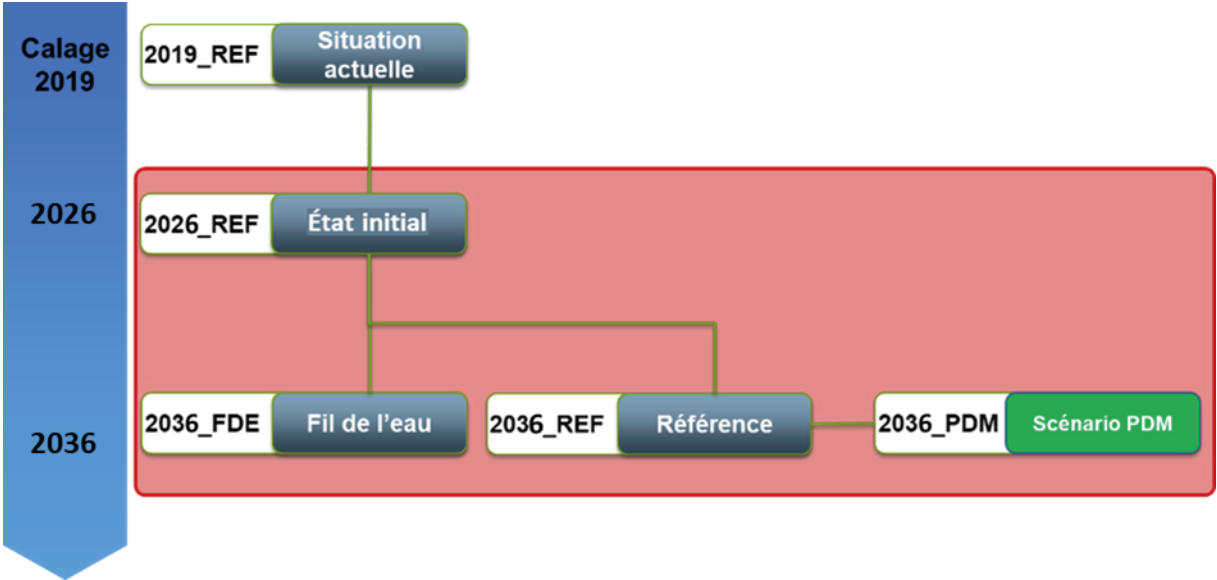 Calage
2019
2019_REF
Situation
actuelle
2026
2026_REF
État initial
2036
2036_FDE
Fil de l'eau
2036_REF
Référence
2036_PDM
Scénario PDM